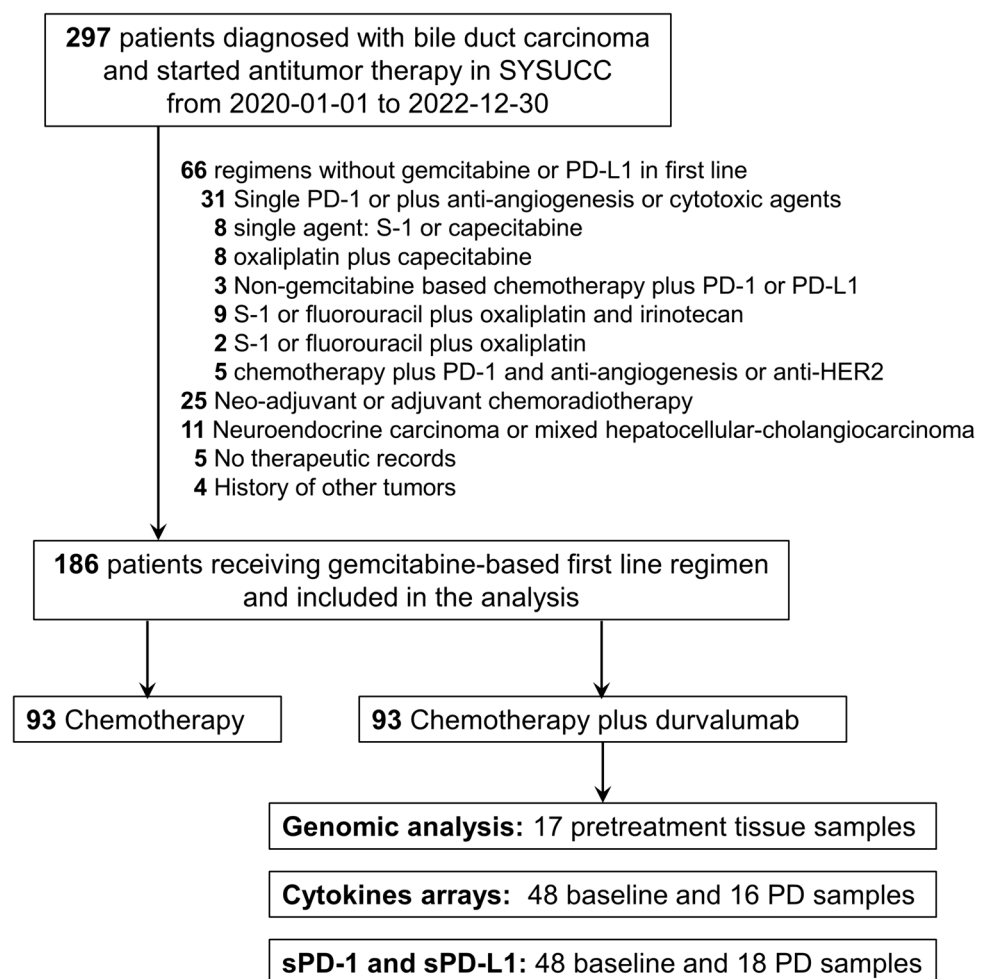 297 patients diagnosed with bile duct carcinoma
and started antitumor therapy in SYSUCC
from 2020-01-01 to 2022-12-30
66 regimens without gemcitabine or PD-L1 in first line
31 Single PD-1 or plus anti-angiogenesis or cytotoxic agents
8 single agent: S-1 or capecitabine
8 oxaliplatin plus capecitabine
3 Non-gemcitabine based chemotherapy plus PD-1 or PD-L1
9 S-1 or fluorouracil plus oxaliplatin and irinotecan
2 S-1 or fluorouracil plus oxaliplatin
5 chemotherapy plus PD-1 and anti-angiogenesis or anti-HER2
25 Neo-adjuvant or adjuvant chemoradiotherapy
11 Neuroendocrine carcinoma or mixed hepatocellular-cholangiocarcinoma
5 No therapeutic records
4 History of other tumors
186 patients receiving gemcitabine-based first line regimen
and included in the analysis
93 Chemotherapy
93 Chemotherapy plus durvalumab
Genomic analysis: 17 pretreatment tissue samples
Cytokines arrays: 48 baseline and 16 PD samples
sPD-1 and sPD-L1: 48 baseline and 18 PD samples